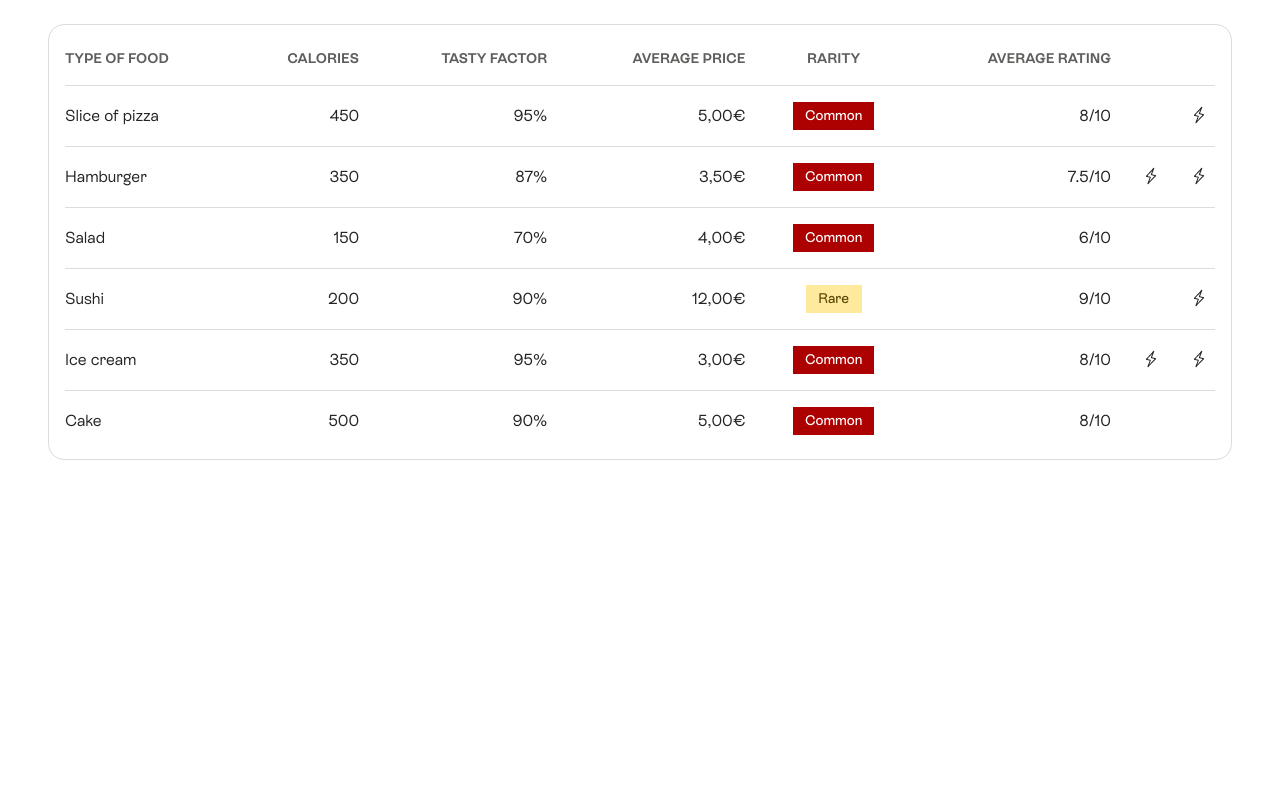 TYPE OF FOOD CALORIES TASTY FACTOR AVERAGE PRICE RARITY AVERAGE RATING
Slice of pizza 450 95% 5,00€ Common 8/10
Hamburger 350 87% 3,50€ Common 7.5/10
Salad 150 70% 4,00€ Common 6/10
Sushi 200 90% 12,00€ Rare 9/10
Ice cream 350 95% 3,00€ Common 8/10
Cake 500 90% 5,00€ Common 8/10